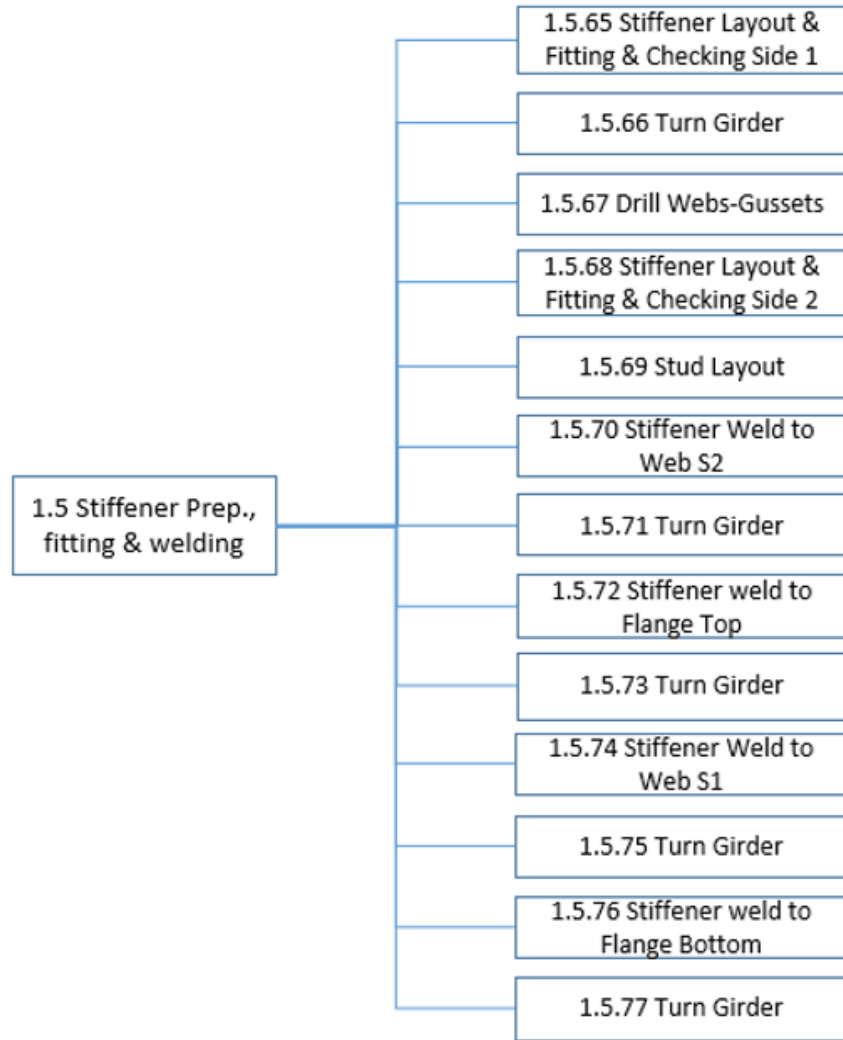 1.5.65 Stiffener Layout &
Fitting & Checking Side 1
1.5.66 Turn Girder
1.5.67 Drill Webs-Gussets
1.5.68 Stiffener Layout &
Fitting & Checking Side 2
1.5.69 Stud Layout
1.5.70 Stiffener Weld to
Web S2
1.5 Stiffener Prep.,
fitting & welding
1.5.71 Turn Girder
1.5.72 Stiffener weld to
Flange Top
1.5.73 Turn Girder
1.5.74 Stiffener Weld to
Web S1
1.5.75 Turn Girder
1.5.76 Stiffener weld to
Flange Bottom
1.5.77 Turn Girder